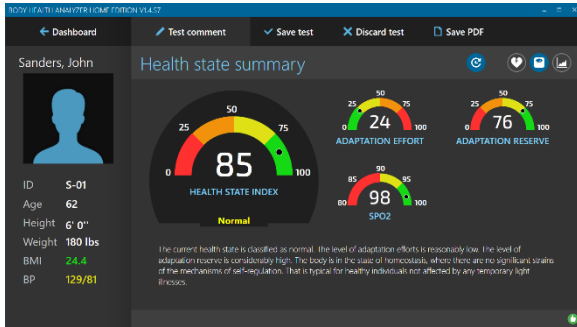 BODY HEALTH ANALYZER HOME EDITION V1.4.57
Dashboard
Test comment
Save test
Discard test
Save PDF
Sanders, John
Health state summary
ID S-01
Age 62
Height 6' 0"
Weight 180 lbs
BMI 24.4
BP 129/81
0 25 50 75 100
85
HEALTH STATE INDEX
Normal
0 25 50 75 100
24
ADAPTATION EFFORT
0 25 50 75 100
76
ADAPTATION RESERVE
80 85 90 95 100
98
SPO2
The current health state is classified as normal. The level of adaptation efforts is reasonably low. The level of
adaptation reserve is considerably high. The body is in the state of homeostasis, where there are no significant strains
of the mechanisms of self-regulation. That is typical for healthy individuals not affected by any temporary light
illnesses.